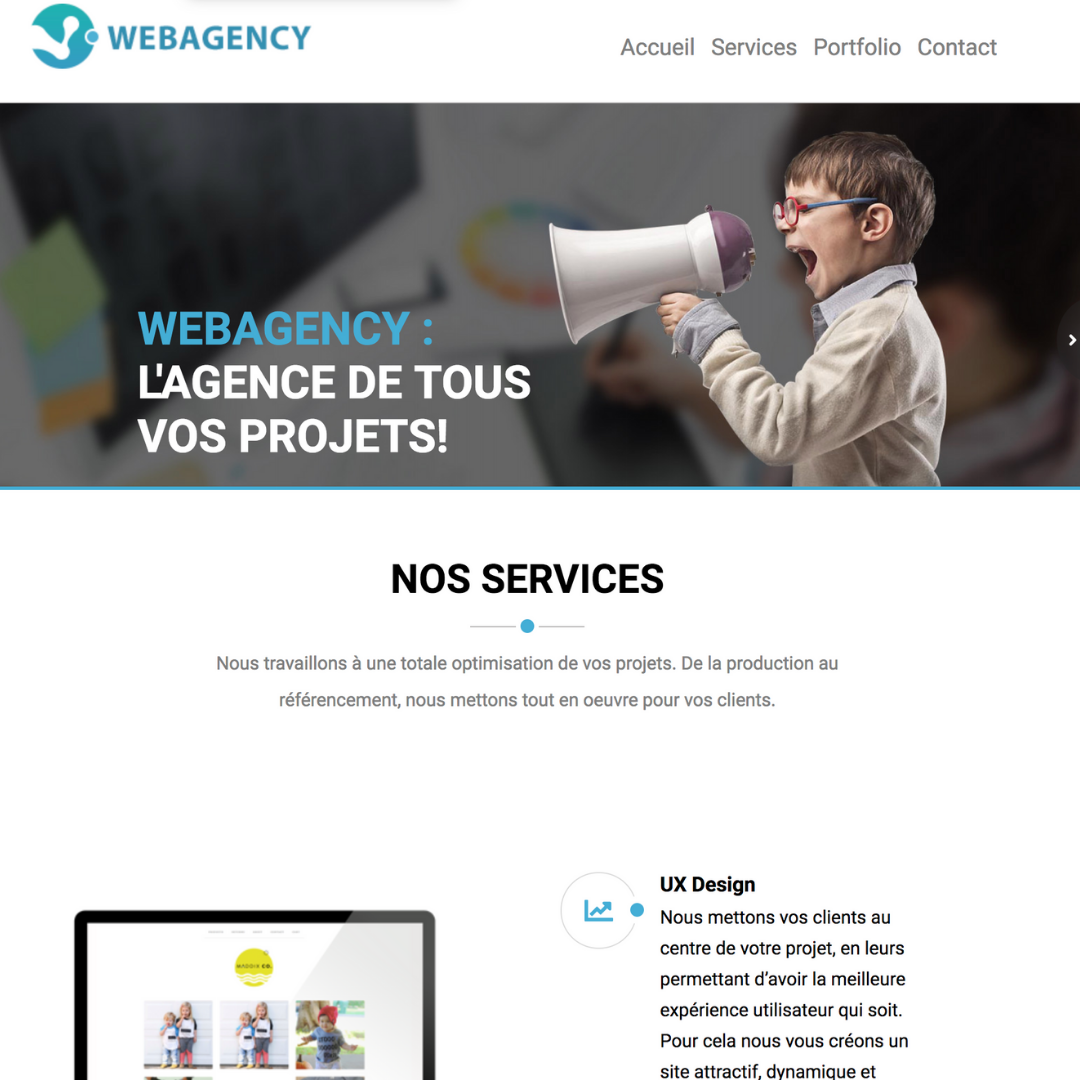 WEBAGENCY
Accueil Services Portfolio Contact
WEBAGENCY :
L'AGENCE DE TOUS
VOS PROJETS!
NOS SERVICES
Nous travaillons à une totale optimisation de vos projets. De la production au
référencement, nous mettons tout en oeuvre pour vos clients.
UX Design
Nous mettons vos clients au
centre de votre projet, en leurs
permettant d’avoir la meilleure
expérience utilisateur qui soit.
Pour cela nous vous créons un
site attractif, dynamique et